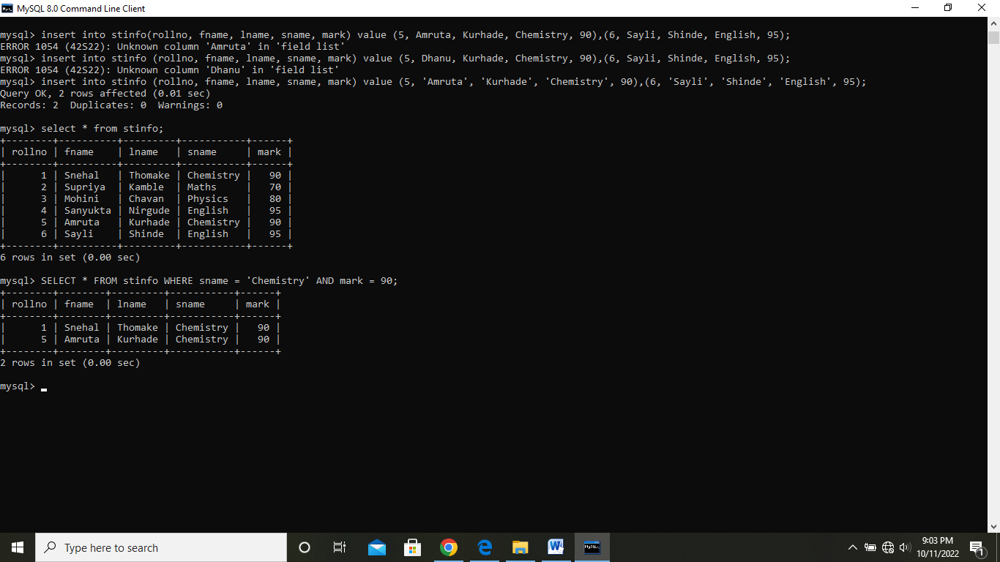 MySQL 8.0 Command Line Client
mysql> insert into stinfo(rollno, fname, lname, sname, mark) value (5, Amruta, Kurhade, Chemistry, 90),(6, Sayli, Shinde, English, 95);
ERROR 1054 (42S22): Unknown column 'Amruta' in 'field list'
mysql> insert into stinfo (rollno, fname, lname, sname, mark) value (5, Dhanu, Kurhade, Chemistry, 90),(6, Sayli, Shinde, English, 95);
ERROR 1054 (42S22): Unknown column 'Dhanu' in 'field list'
mysql> insert into stinfo (rollno, fname, lname, sname, mark) value (5, 'Amruta', 'Kurhade', 'Chemistry', 90),(6, 'Sayli', 'Shinde', 'English', 95);
Query OK, 2 rows affected (0.01 sec)
Records: 2  Duplicates: 0  Warnings: 0
mysql> select * from stinfo;
+--------+----------+---------+-----------+------+
| rollno | fname    | lname   | sname     | mark |
+--------+----------+---------+-----------+------+
|      1 | Snehal   | Thomake | Chemistry |   90 |
|      2 | Supriya  | Kamble  | Maths     |   70 |
|      3 | Mohini   | Chavan  | Physics   |   80 |
|      4 | Sanyukta | Nirgude | English   |   95 |
|      5 | Amruta   | Kurhade | Chemistry |   90 |
|      6 | Sayli    | Shinde  | English   |   95 |
+--------+----------+---------+-----------+------+
6 rows in set (0.00 sec)
mysql> SELECT * FROM stinfo WHERE sname = 'Chemistry' AND mark = 90;
+--------+--------+---------+-----------+------+
| rollno | fname  | lname   | sname     | mark |
+--------+--------+---------+-----------+------+
|      1 | Snehal | Thomake | Chemistry |   90 |
|      5 | Amruta | Kurhade | Chemistry |   90 |
+--------+--------+---------+-----------+------+
2 rows in set (0.00 sec)
mysql>
Type here to search
9:03 PM
10/11/2022
1